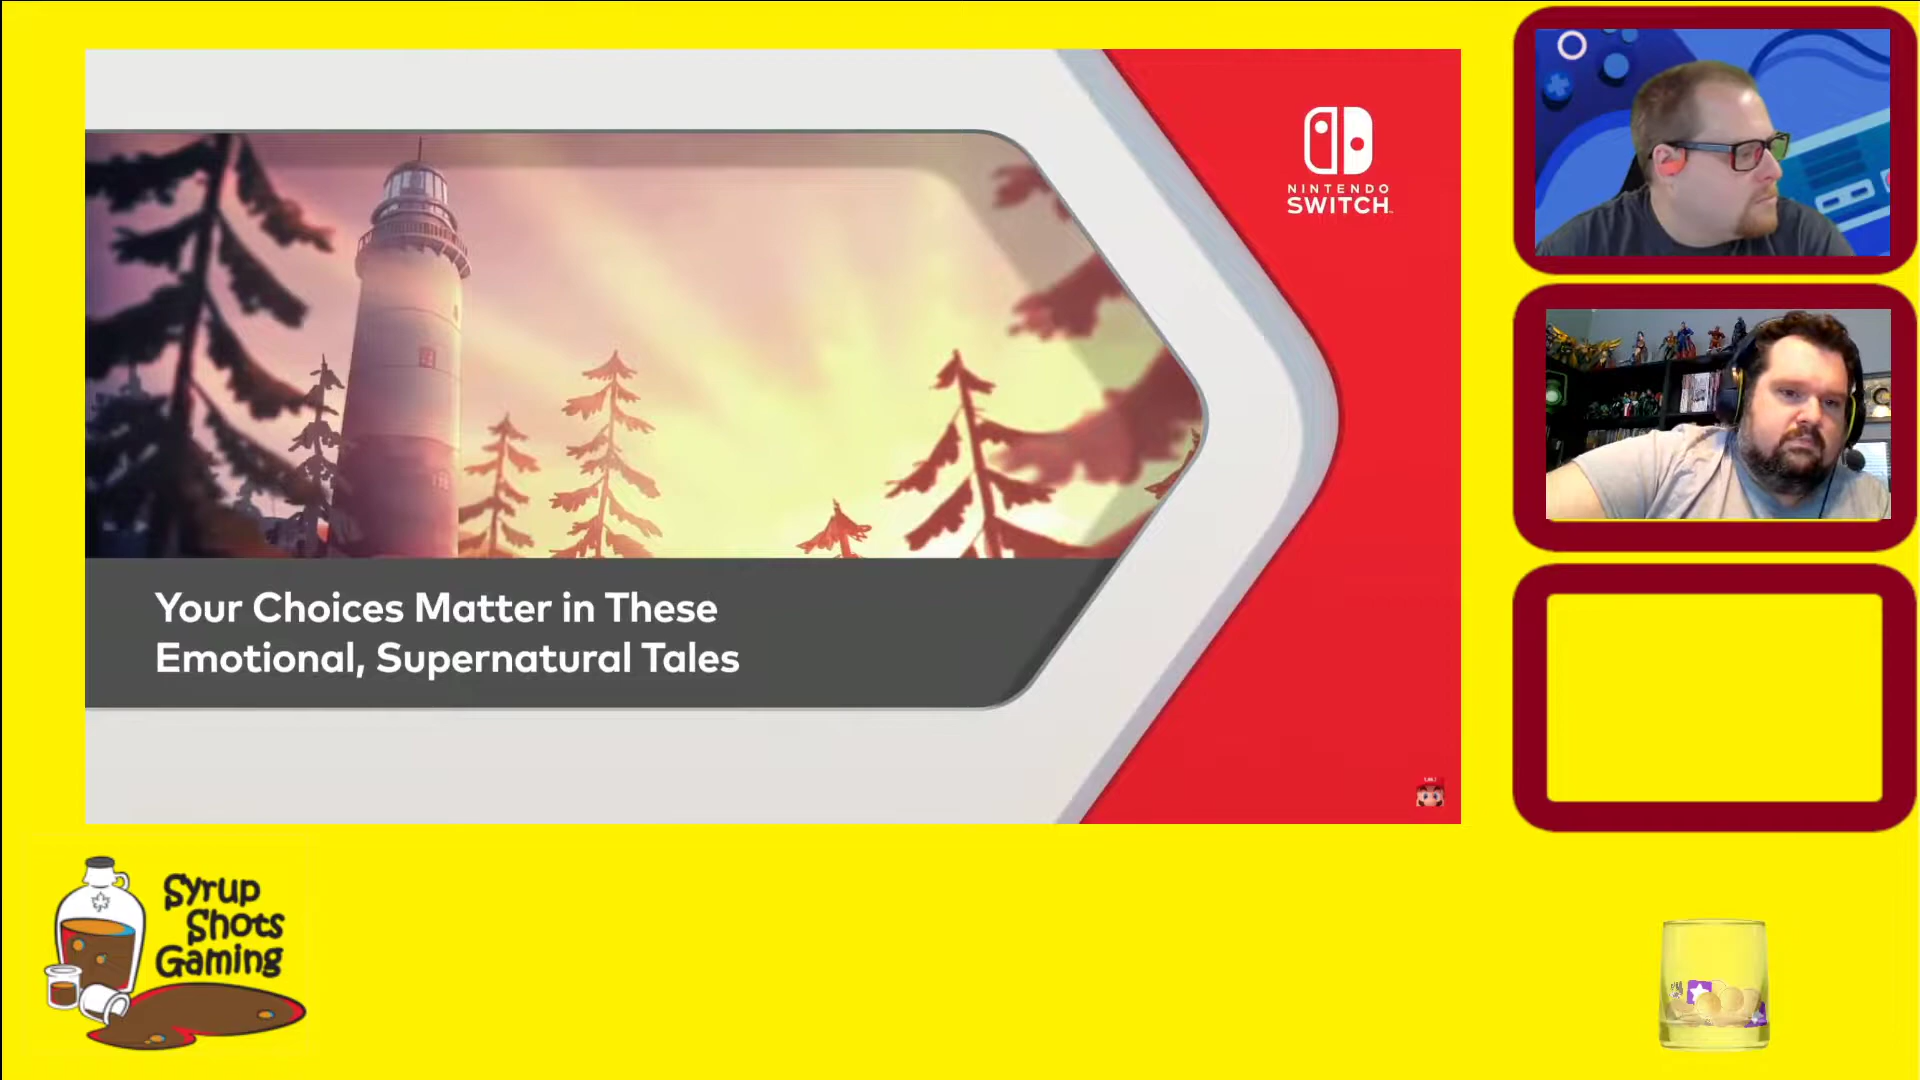 NINTENDO
SWITCH
Your Choices Matter in These
Emotional, Supernatural Tales
Syrup
Shots
Gaming